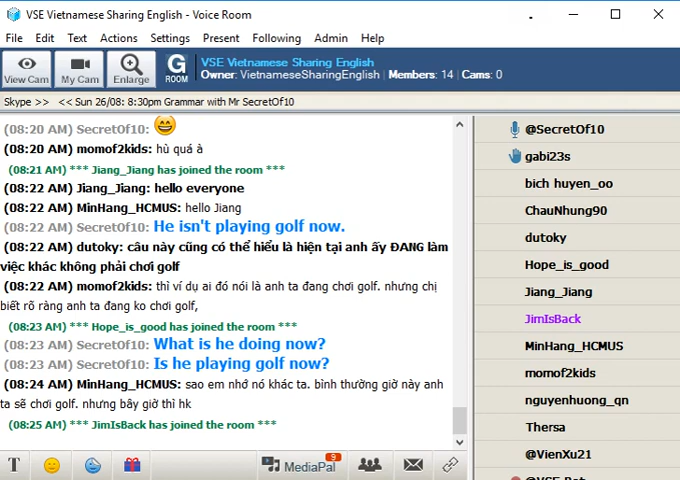 VSE Vietnamese Sharing English - Voice Room
File Edit Text Actions Settings Present Following Admin Help
View Cam My Cam Enlarge G ROOM
VSE Vietnamese Sharing English
Owner: VietnameseSharingEnglish | Members: 14 | Cams: 0
Skype >> << Sun 26/08: 8:30pm Grammar with Mr SecretOf10
(08:20 AM) SecretOf10:
(08:20 AM) momof2kids: hù quá à
(08:21 AM) *** Jiang_Jiang has joined the room ***
(08:22 AM) Jiang_Jiang: hello everyone
(08:22 AM) MinHang_HCMUS: hello Jiang
(08:22 AM) SecretOf10: He isn't playing golf now.
(08:22 AM) dutoky: câu này cũng có thể hiểu là hiện tại anh ấy ĐANG làm
việc khác không phải chơi golf
(08:22 AM) momof2kids: thì ví dụ ai đó nói là anh ta đang chơi golf. nhưng chị
biết rõ ràng anh ta đang ko chơi golf,
(08:23 AM) *** Hope_is_good has joined the room ***
(08:23 AM) SecretOf10: What is he doing now?
(08:23 AM) SecretOf10: Is he playing golf now?
(08:24 AM) MinHang_HCMUS: sao em nhớ nó khác ta. bình thường giờ này anh
ta sẽ chơi golf. nhưng bây giờ thì hk
(08:25 AM) *** JimIsBack has joined the room ***
@SecretOf10
gabi23s
bich huyen_oo
ChauNhung90
dutoky
Hope_is_good
Jiang_Jiang
JimIsBack
MinHang_HCMUS
momof2kids
nguyenhuong_qn
Thersa
@VienXu21
@VSE-Bot
T MediaPal 9